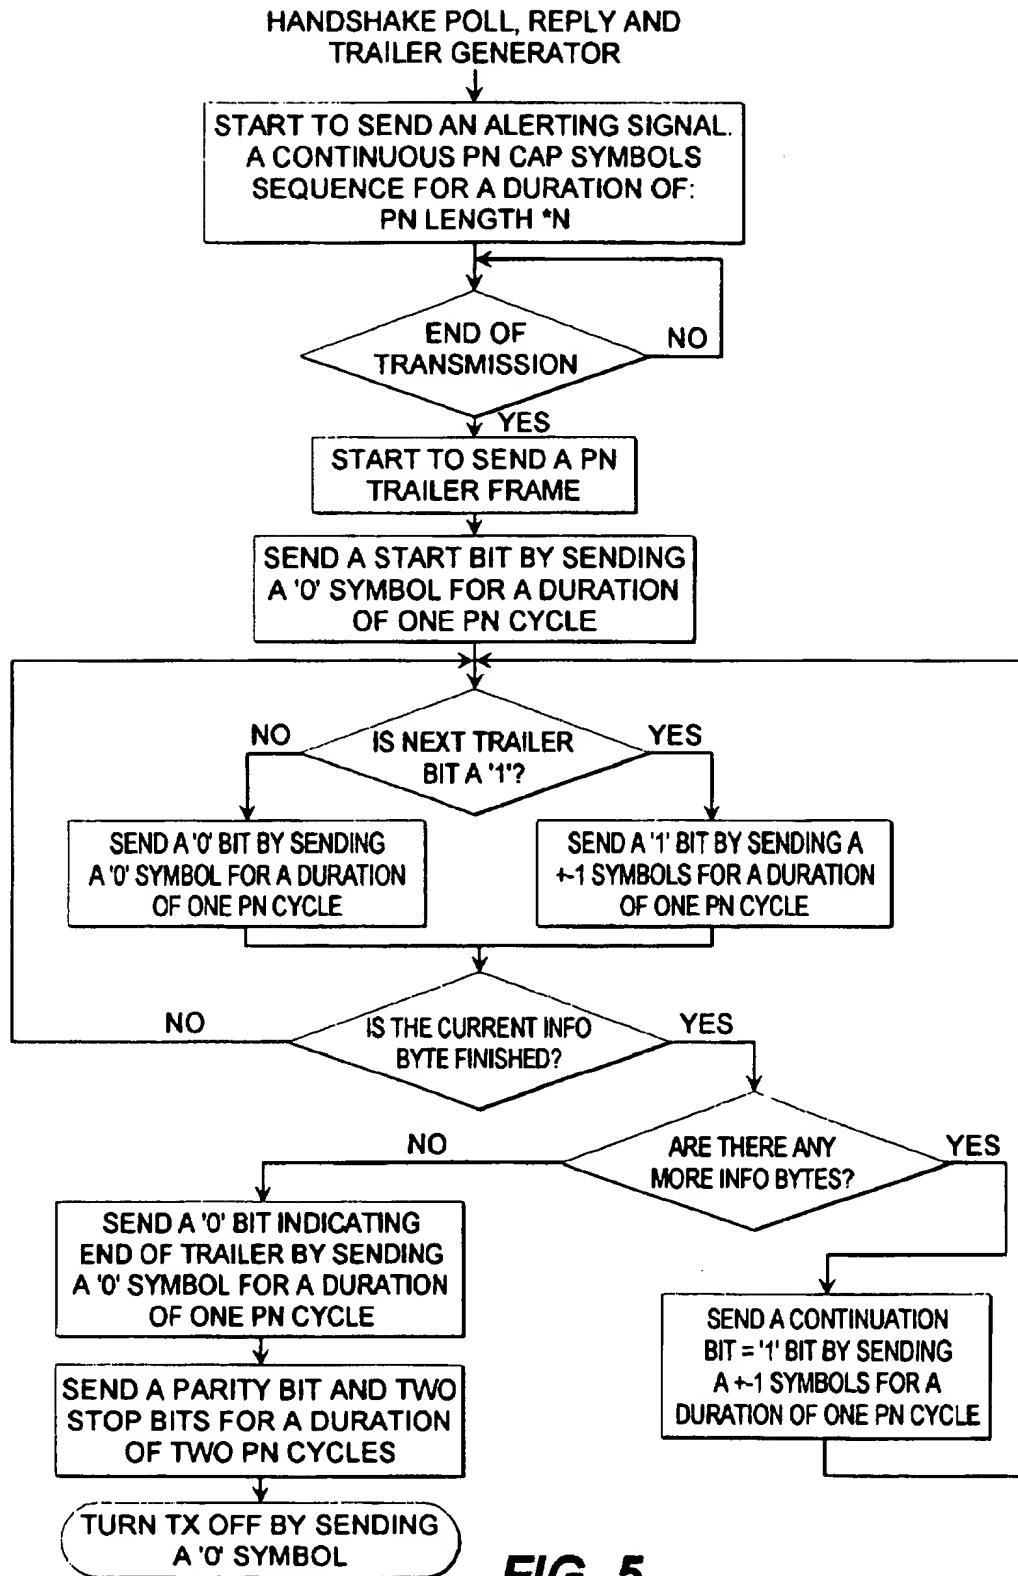 HANDSHAKE POLL, REPLY AND
TRAILER GENERATOR
START TO SEND AN ALERTING SIGNAL.
A CONTINUOUS PN CAP SYMBOLS
SEQUENCE FOR A DURATION OF:
PN LENGTH *N
END OF
TRANSMISSION
NO
YES
START TO SEND A PN
TRAILER FRAME
SEND A START BIT BY SENDING
A '0' SYMBOL FOR A DURATION
OF ONE PN CYCLE
IS NEXT TRAILER
BIT A '1'?
NO
YES
SEND A '0' BIT BY SENDING
A '0' SYMBOL FOR A DURATION
OF ONE PN CYCLE
SEND A '1' BIT BY SENDING A
+-1 SYMBOLS FOR A DURATION
OF ONE PN CYCLE
IS THE CURRENT INFO
BYTE FINISHED?
NO
YES
ARE THERE ANY
MORE INFO BYTES?
NO
YES
SEND A '0' BIT INDICATING
END OF TRAILER BY SENDING
A '0' SYMBOL FOR A DURATION
OF ONE PN CYCLE
SEND A CONTINUATION
BIT = '1' BIT BY SENDING
A +-1 SYMBOLS FOR A
DURATION OF ONE PN CYCLE
SEND A PARITY BIT AND TWO
STOP BITS FOR A DURATION
OF TWO PN CYCLES
TURN TX OFF BY SENDING
A '0' SYMBOL
FIG. 5